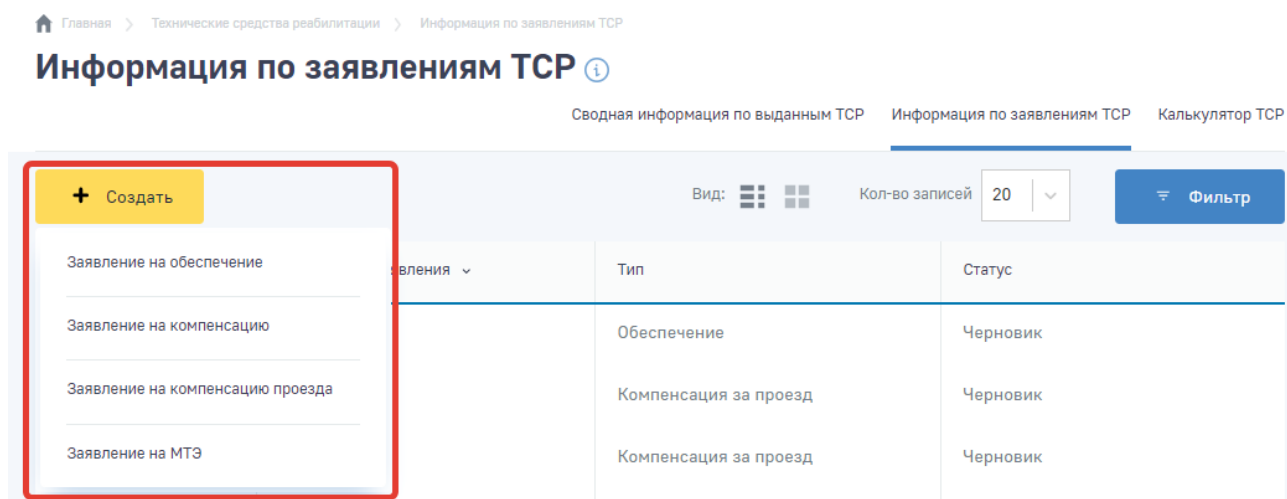 Главная > Технические средства реабилитации > Информация по заявлениям ТСР
Информация по заявлениям ТСР
Сводная информация по выданным ТСР Информация по заявлениям ТСР Калькулятор ТСР
+ Создать Вид: Кол-во записей 20 Фильтр
Заявление на обеспечение
вления Тип Статус
Заявление на компенсацию
Обеспечение Черновик
Заявление на компенсацию проезда
Компенсация за проезд Черновик
Заявление на МТЭ
Компенсация за проезд Черновик